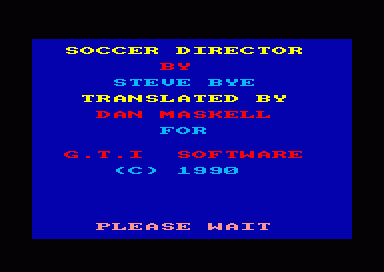 SOCCER DIRECTOR
BY
STEVE BYE
TRANSLATED BY
DAN MASKELL
FOR
G.T.I SOFTWARE
(C) 1990
PLEASE WAIT